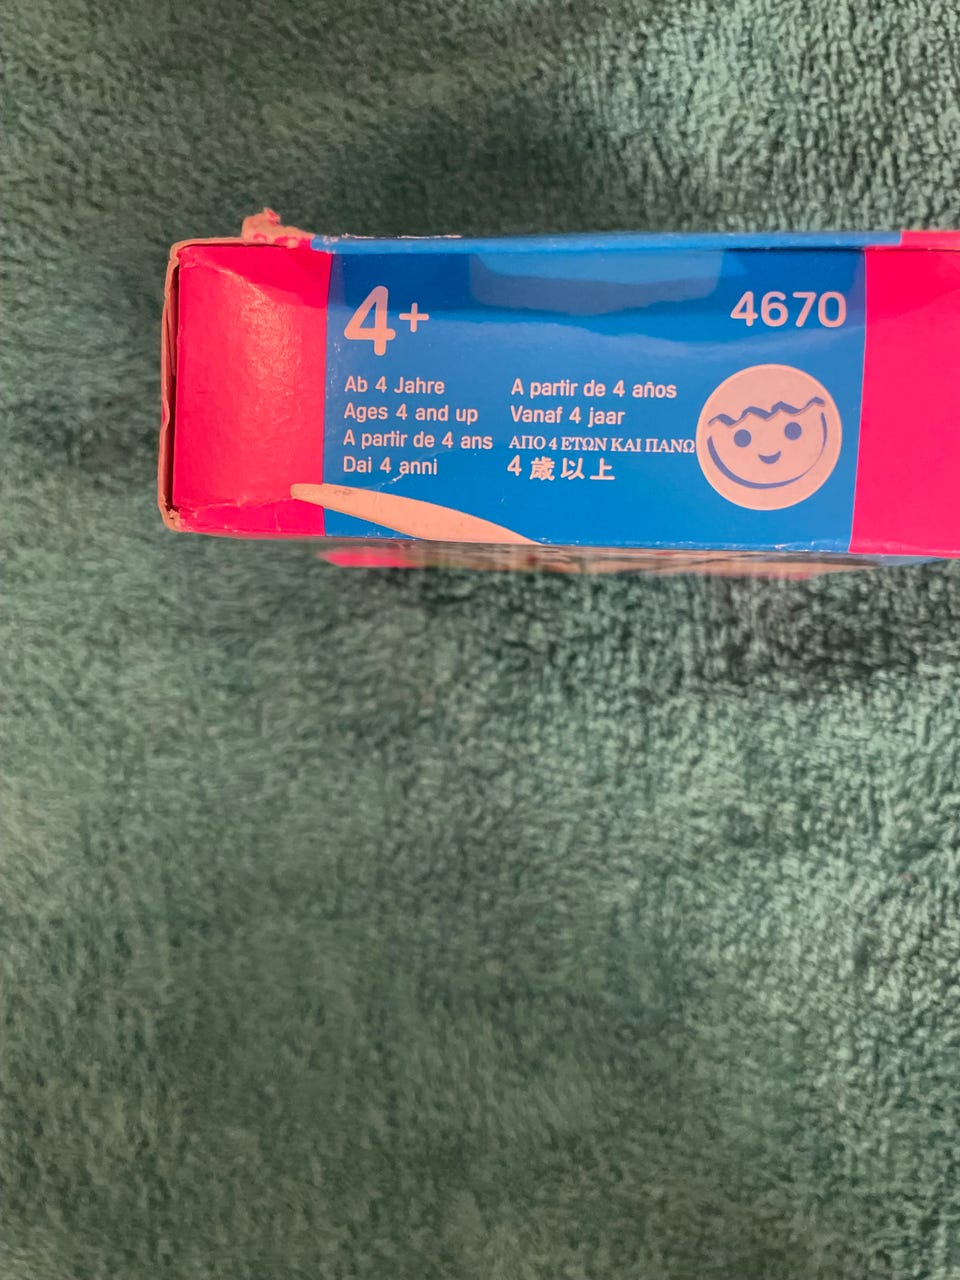 4+
4670
Ab 4 Jahre
Ages 4 and up
A partir de 4 ans
Dai 4 anni
A partir de 4 años
Vanaf 4 jaar
ΑΠΟ 4 ΕΤΩΝ ΚΑΙ ΠΑΝΩ
4 歳以上